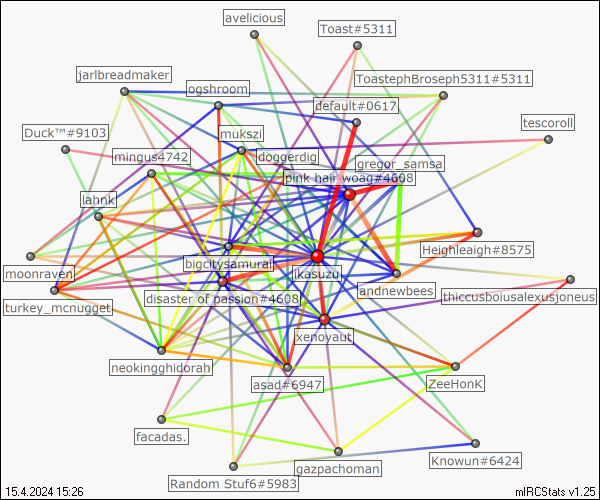 avelicious
Toast#5311
jarlbreadmaker
ToastephBroseph5311#5311
ogshroom
default#0617
tescoroll
Duck™#9103
mukszi
mingus4742
doggerdig
gregor_samsa
pink hair woag#4608
lahnk
Heighleaigh#8575
moonraven
bigcitysamurai
jkasuzu
andnewbees
turkey_mcnugget
disaster of passion#4608
thiccusboiusalexusjoneus
xenoyaut
neokingghidorah
asad#6947
ZeeHonK
facadas.
gazpachoman
Knowun#6424
Random Stuf6#5983
15.4.2024 15:26
mIRCStats v1.25